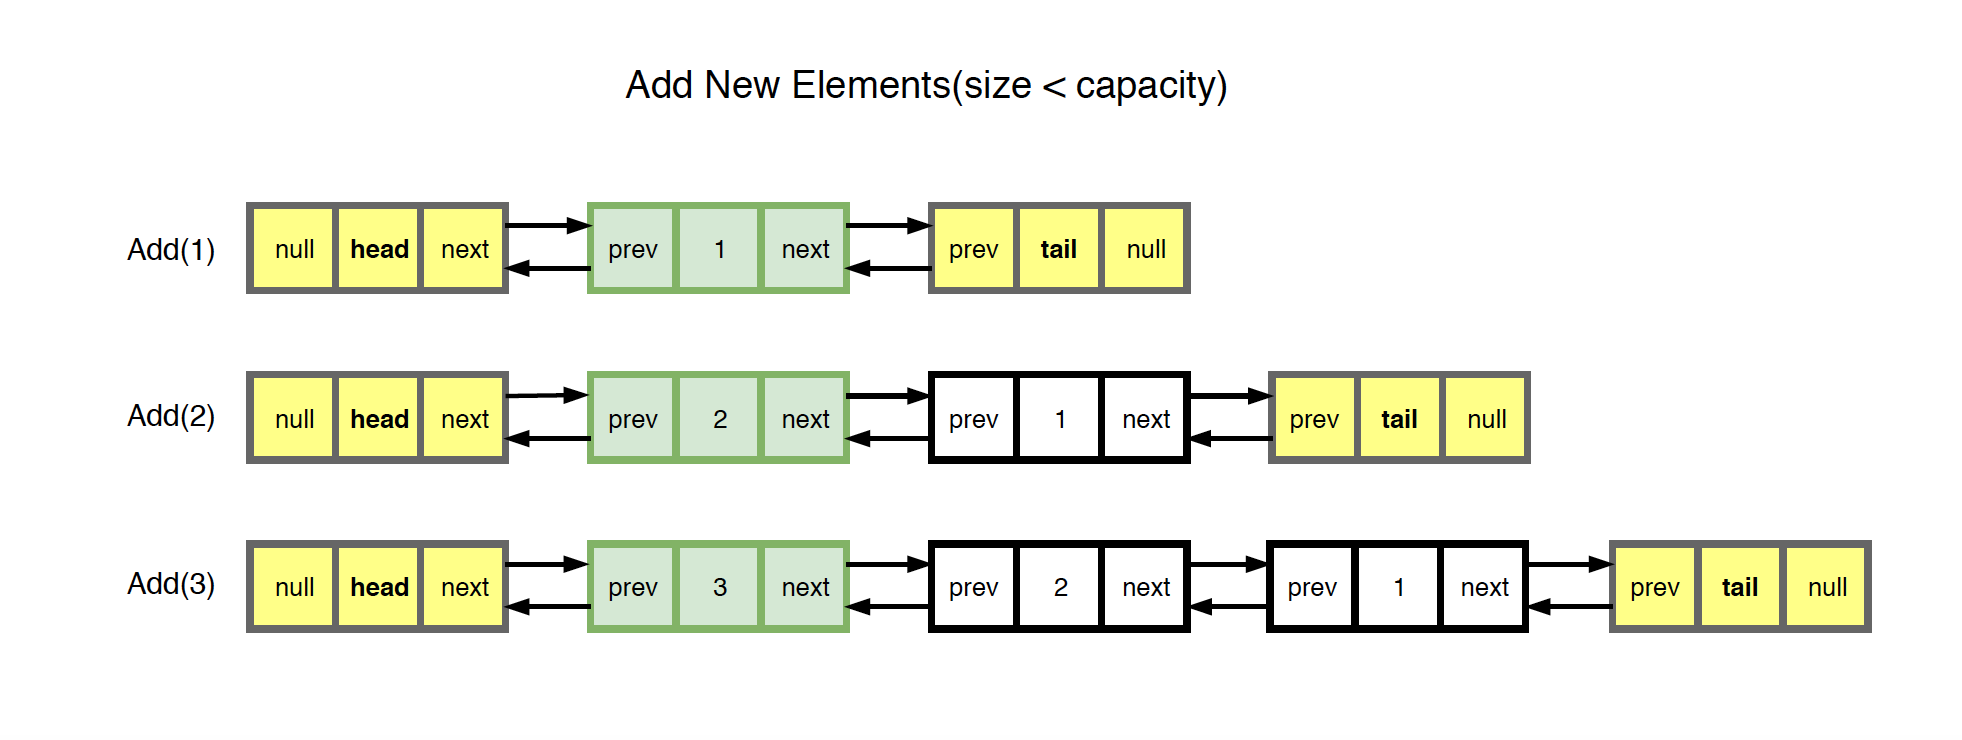 Add New Elements(size < capacity)
Add(1) null head next prev 1 next prev tail null
Add(2) null head next prev 2 next prev 1 next prev tail null
Add(3) null head next prev 3 next prev 2 next prev 1 next prev tail null